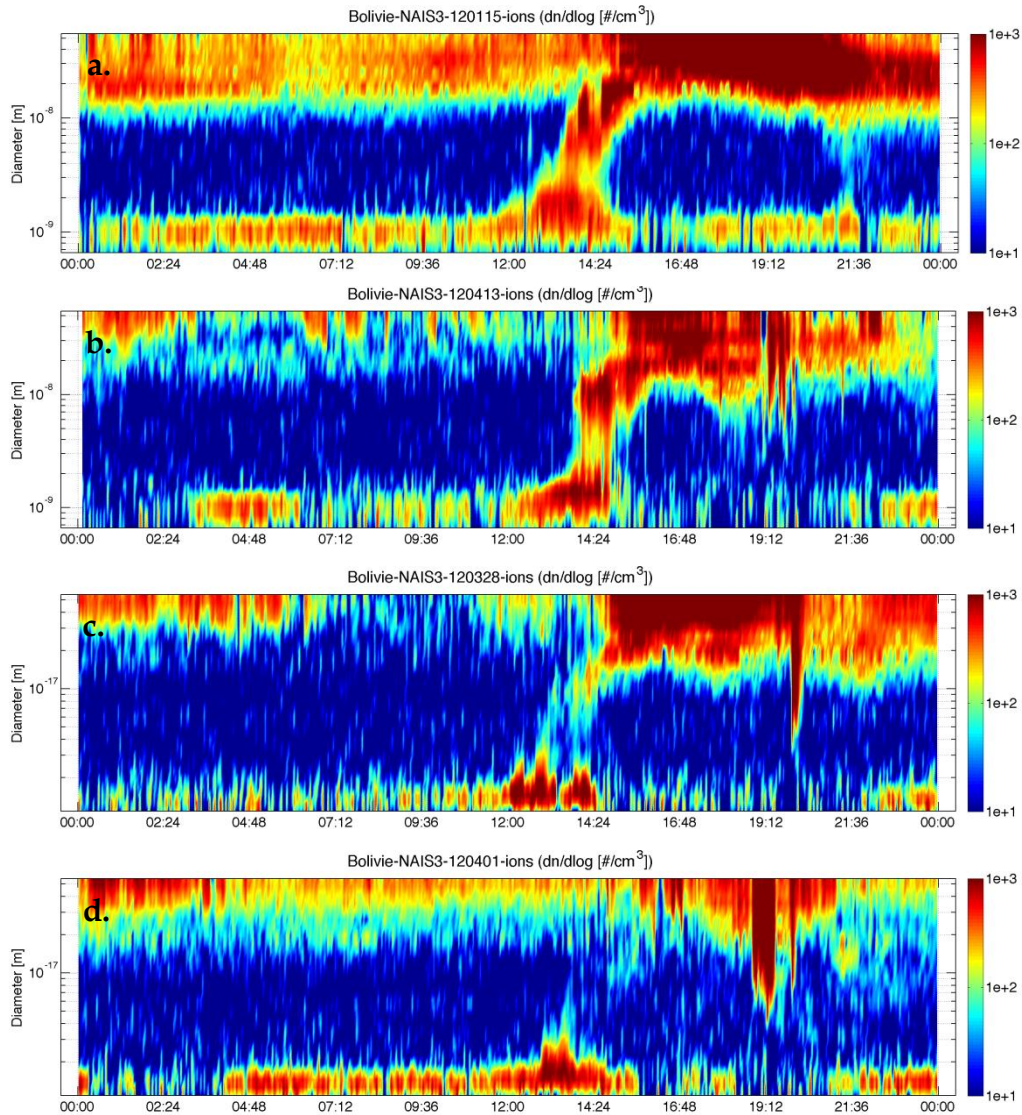 Bolivie-NAIS3-120115-ions (dn/dlog [#/cm³])
a.
Diameter [m]
10⁻⁸
10⁻⁹
00:00 02:24 04:48 07:12 09:36 12:00 14:24 16:48 19:12 21:36 00:00
1e+3
1e+2
1e+1
Bolivie-NAIS3-120413-ions (dn/dlog [#/cm³])
b.
Diameter [m]
10⁻⁸
10⁻⁹
00:00 02:24 04:48 07:12 09:36 12:00 14:24 16:48 19:12 21:36 00:00
1e+3
1e+2
1e+1
Bolivie-NAIS3-120328-ions (dn/dlog [#/cm³])
c.
Diameter [m]
10⁻¹⁷
00:00 02:24 04:48 07:12 09:36 12:00 14:24 16:48 19:12 21:36 00:00
1e+3
1e+2
1e+1
Bolivie-NAIS3-120401-ions (dn/dlog [#/cm³])
d.
Diameter [m]
10⁻¹⁷
00:00 02:24 04:48 07:12 09:36 12:00 14:24 16:48 19:12 21:36 00:00
1e+3
1e+2
1e+1